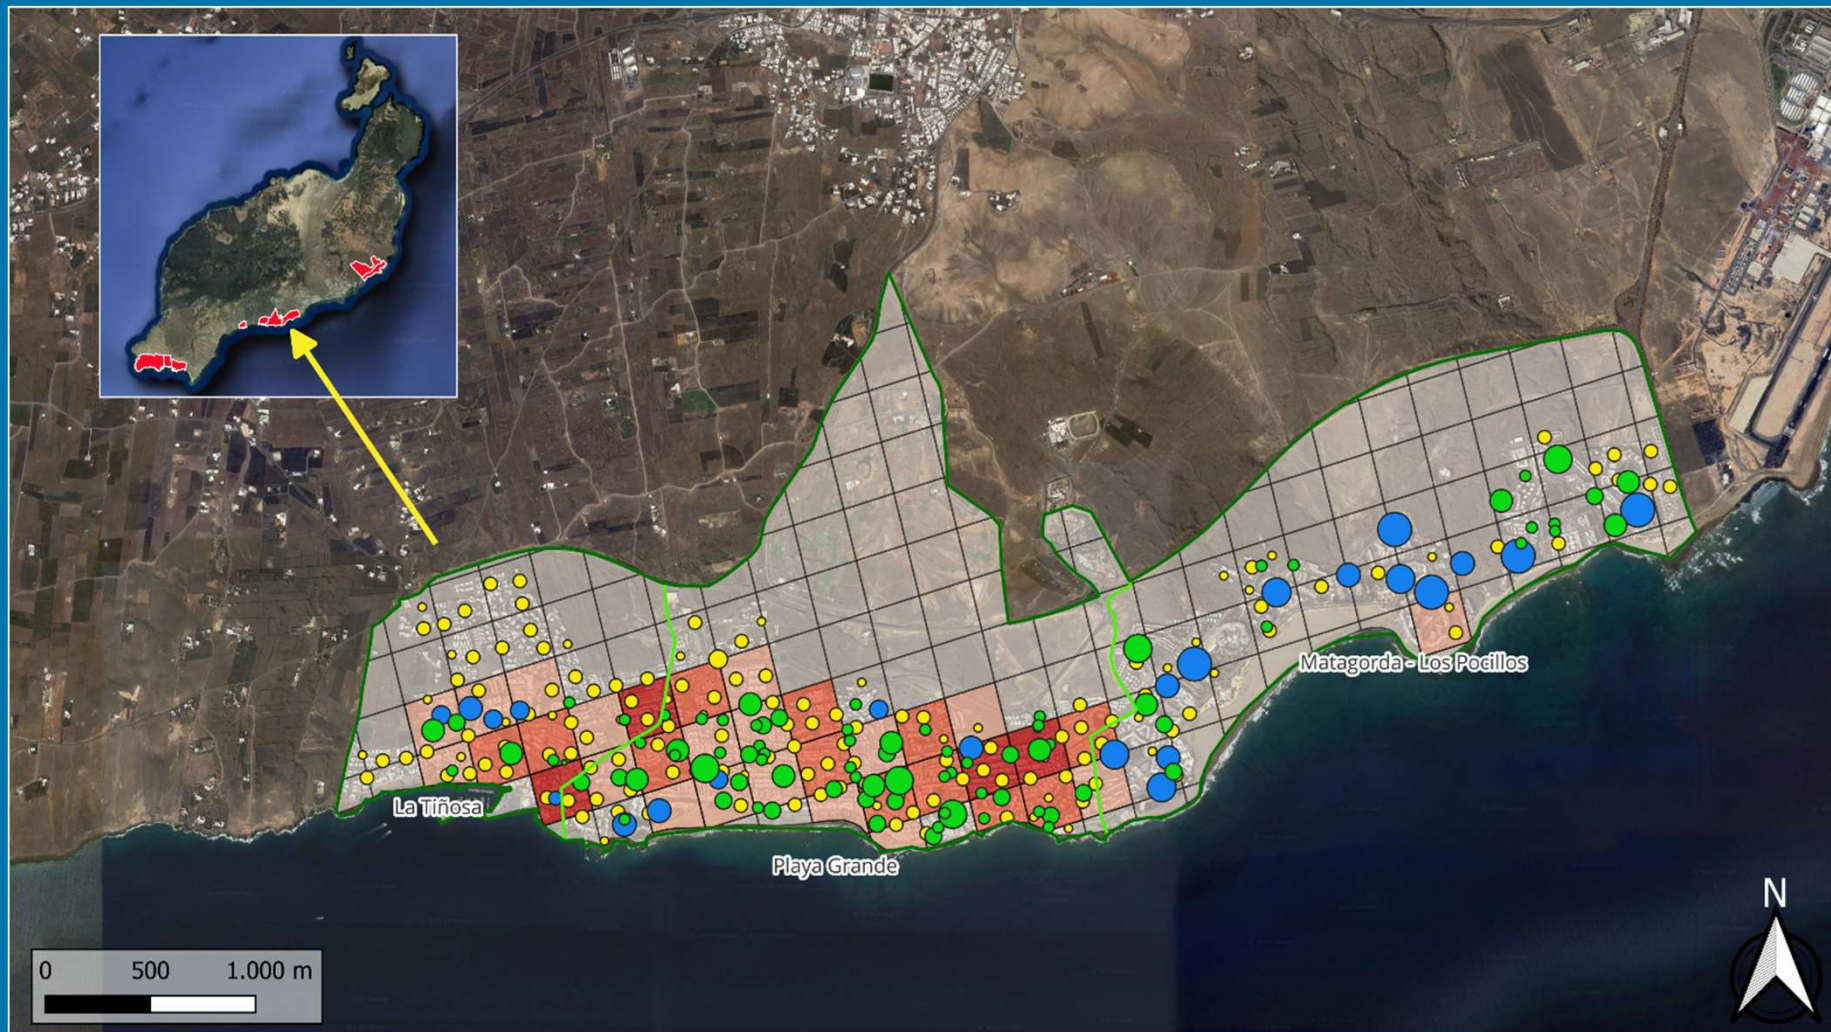 Matagorda - Los Pocillos
La Tiñosa
Playa Grande
N
0 500 1.000 m